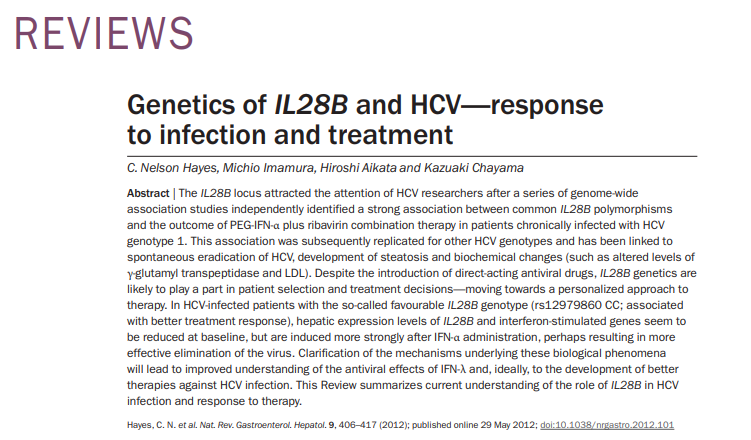 REVIEWS
Genetics of IL28B and HCV—response
to infection and treatment
C. Nelson Hayes, Michio Imamura, Hiroshi Aikata and Kazuaki Chayama
Abstract | The IL28B locus attracted the attention of HCV researchers after a series of genome-wide
association studies independently identified a strong association between common IL28B polymorphisms
and the outcome of PEG-IFN-α plus ribavirin combination therapy in patients chronically infected with HCV
genotype 1. This association was subsequently replicated for other HCV genotypes and has been linked to
spontaneous eradication of HCV, development of steatosis and biochemical changes (such as altered levels of
γ-glutamyl transpeptidase and LDL). Despite the introduction of direct-acting antiviral drugs, IL28B genetics are
likely to play a part in patient selection and treatment decisions—moving towards a personalized approach to
therapy. In HCV-infected patients with the so-called favourable IL28B genotype (rs12979860 CC; associated
with better treatment response), hepatic expression levels of IL28B and interferon-stimulated genes seem to
be reduced at baseline, but are induced more strongly after IFN-α administration, perhaps resulting in more
effective elimination of the virus. Clarification of the mechanisms underlying these biological phenomena
will lead to improved understanding of the antiviral effects of IFN-λ and, ideally, to the development of better
therapies against HCV infection. This Review summarizes current understanding of the role of IL28B in HCV
infection and response to therapy.
Hayes, C. N. et al. Nat. Rev. Gastroenterol. Hepatol. 9, 406–417 (2012); published online 29 May 2012; doi:10.1038/nrgastro.2012.101